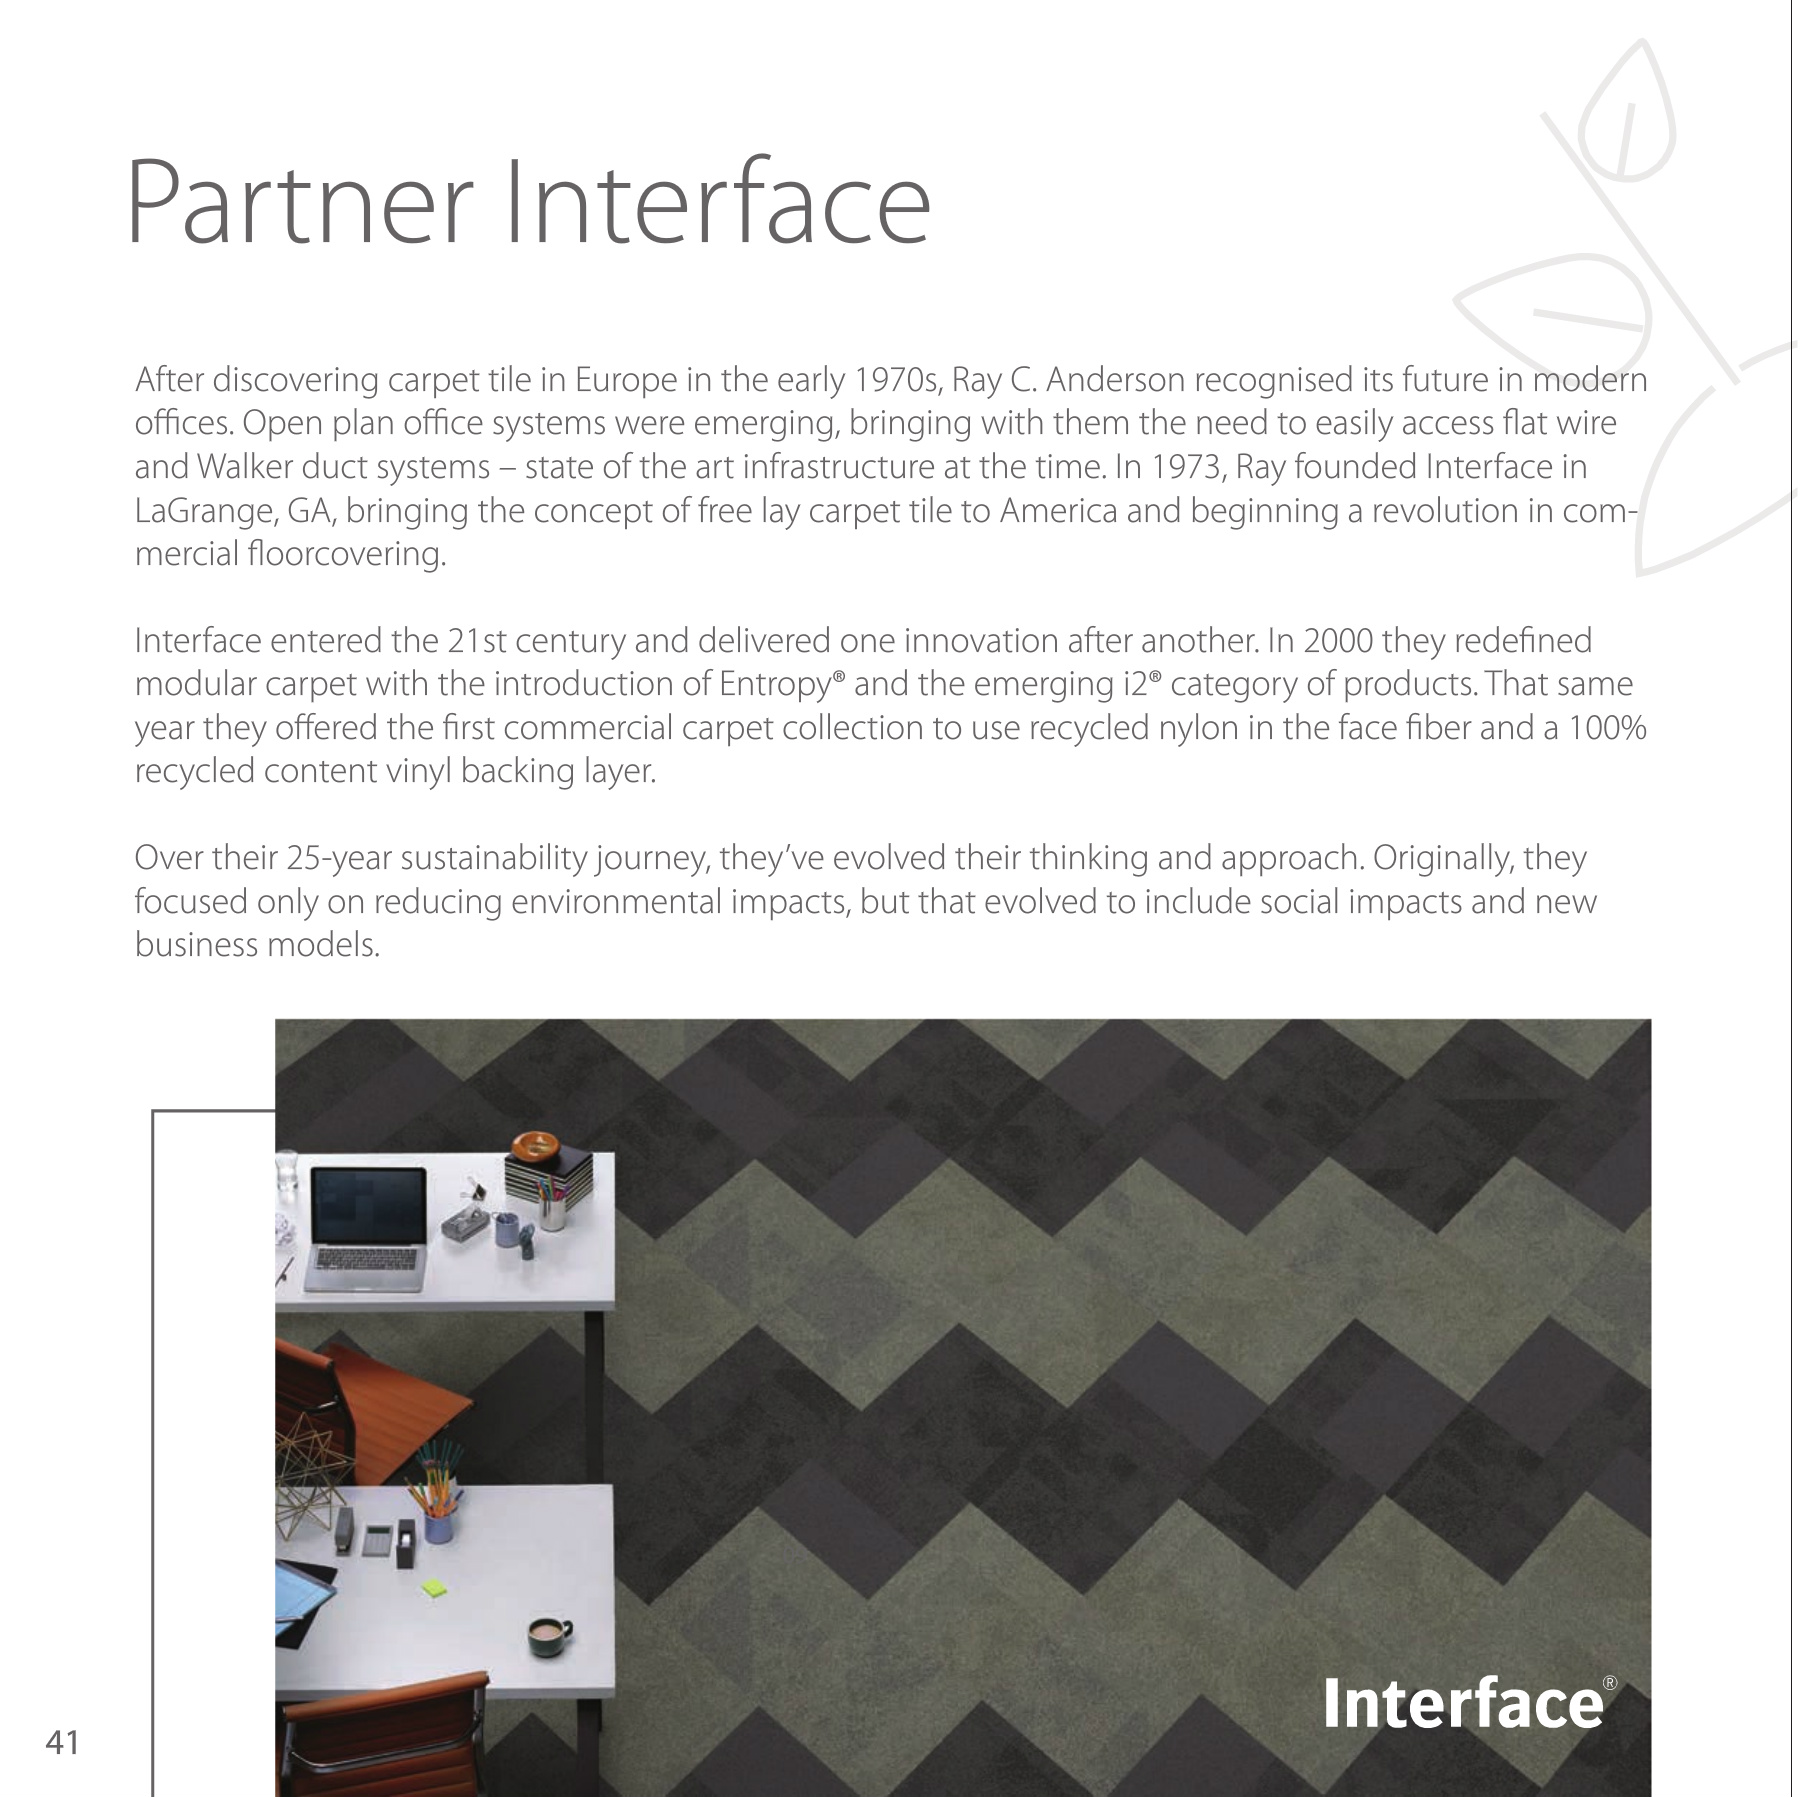 Partner Interface
After discovering carpet tile in Europe in the early 1970s, Ray C. Anderson recognised its future in modern
offices. Open plan office systems were emerging, bringing with them the need to easily access flat wire
and Walker duct systems – state of the art infrastructure at the time. In 1973, Ray founded Interface in
LaGrange, GA, bringing the concept of free lay carpet tile to America and beginning a revolution in com-
mercial floorcovering.
Interface entered the 21st century and delivered one innovation after another. In 2000 they redefined
modular carpet with the introduction of Entropy® and the emerging i2® category of products. That same
year they offered the first commercial carpet collection to use recycled nylon in the face fiber and a 100%
recycled content vinyl backing layer.
Over their 25-year sustainability journey, they’ve evolved their thinking and approach. Originally, they
focused only on reducing environmental impacts, but that evolved to include social impacts and new
business models.
Interface®
41